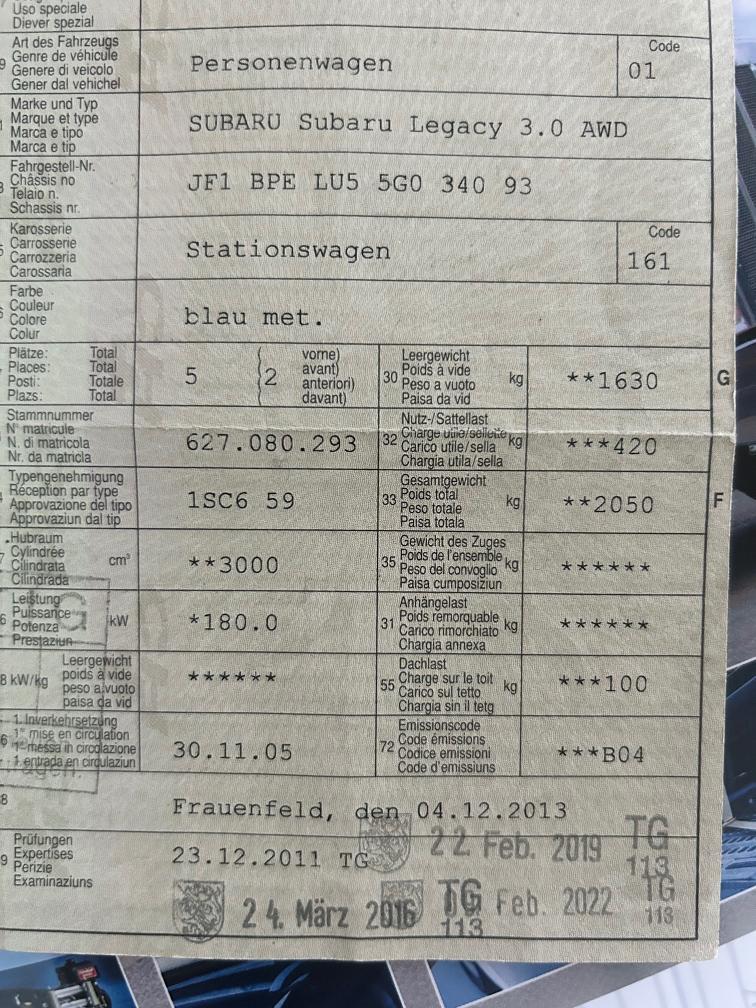 Uso speciale
Diever spezial
Art des Fahrzeugs
Genre de véhicule
Genere di veicolo
Gener dal vehichel
Personenwagen
Code
01
Marke und Typ
Marque et type
Marca e tipo
Marca e tip
SUBARU Subaru Legacy 3.0 AWD
Fahrgestell-Nr.
Châssis no
Telaio n.
Schassis nr.
JF1 BPE LU5 5G0 340 93
Karosserie
Carrosserie
Carrozzeria
Carossaria
Stationswagen
Code
161
Farbe
Couleur
Colore
Colur
blau met.
Plätze: Total
Places: Total
Posti: Totale
Plazs: Total
5
2
vorne)
avant)
anteriori)
davant)
30
Leergewicht
Poids à vide
Peso a vuoto
Paisa da vid
kg
**1630
G
Stammnummer
N° matricule
N. di matricola
Nr. da matricla
627.080.293
32
Nutz-/Sattellast
Charge utile/sellette
Carico utile/sella
Chargia utila/sella
kg
***420
Typengenehmigung
Réception par type
Approvazione del tipo
Approvaziun dal tip
1SC6 59
33
Gesamtgewicht
Poids total
Peso totale
Paisa totala
kg
**2050
F
Hubraum
Cylindrée
Cilindrata
Cilindrada
cm³
**3000
35
Gewicht des Zuges
Poids de l'ensemble
Peso del convoglio
Paisa cumposiziun
kg
******
Leistung
Puissance
Potenza
Prestaziun
kW
*180.0
31
Anhängelast
Poids remorquable
Carico rimorchiato
Chargia annexa
kg
******
8 kW/kg
Leergewicht
poids à vide
peso a vuoto
paisa da vid
******
55
Dachlast
Charge sur le toit
Carico sul tetto
Chargia sin il tetg
kg
***100
1. Inverkehrsetzung
1re mise en circulation
1a messa in circolazione
1. entrada en circulaziun
30.11.05
72
Emissionscode
Code émissions
Codice emissioni
Code d'emissiuns
***B04
8
Frauenfeld, den 04.12.2013
9
Prüfungen
Expertises
Perizie
Examinaziuns
23.12.2011 TG
22. Feb. 2019
TG
113
24. März 2016
TG
113
Feb. 2022
TG
113